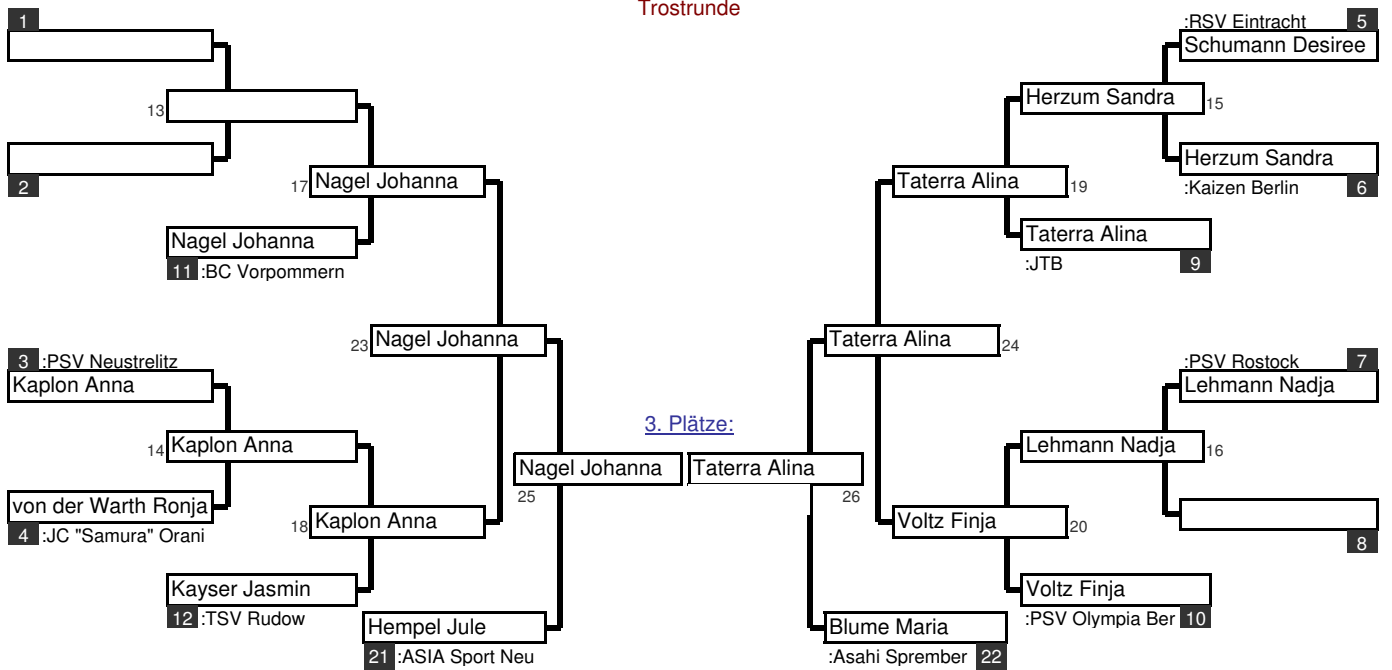 Trostrunde
1
:RSV Eintracht 5
Schumann Desiree
13
Herzum Sandra 15
2
Herzum Sandra
:Kaizen Berlin 6
17 Nagel Johanna
Taterra Alina 19
Nagel Johanna
11 :BC Vorpommern
Taterra Alina
:JTB 9
23 Nagel Johanna
Taterra Alina 24
3 :PSV Neustrelitz
Kaplon Anna
:PSV Rostock 7
Lehmann Nadja
3. Plätze:
14 Kaplon Anna
Lehmann Nadja 16
Nagel Johanna
25
Taterra Alina
26
von der Warth Ronja
4 :JC "Samura" Orani
18 Kaplon Anna
Voltz Finja 20
8
Kayser Jasmin
12 :TSV Rudow
Voltz Finja
:PSV Olympia Ber 10
Hempel Jule
21 :ASIA Sport Neu
Blume Maria
:Asahi Sprember 22